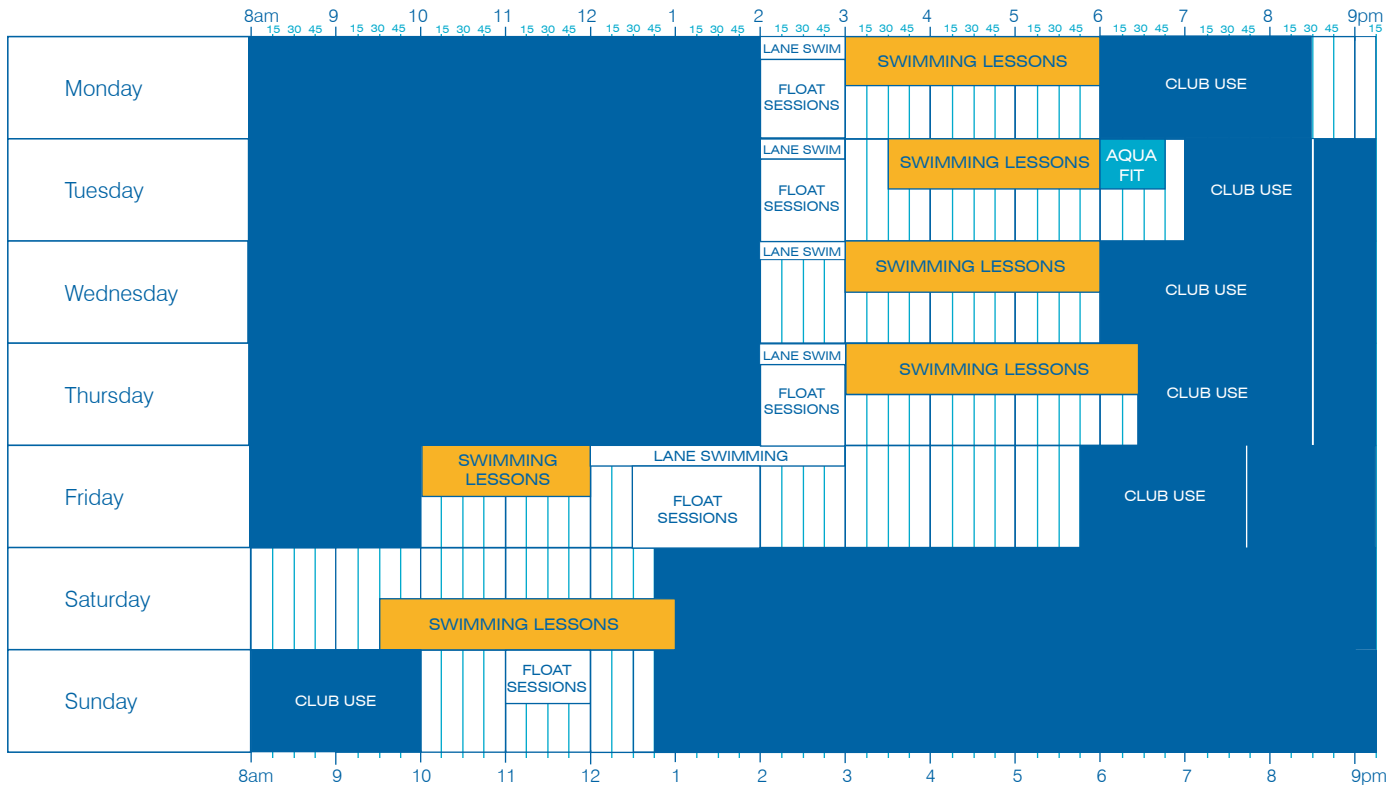 8am 9 10 11 12 1 2 3 4 5 6 7 8 9pm
15 30 45 15 30 45 15 30 45 15 30 45 15 30 45 15 30 45 15 30 45 15 30 45 15 30 45 15 30 45 15 30 45 15 30 45 15 30 45 15
Monday
LANE SWIM
FLOAT
SESSIONS
SWIMMING LESSONS
CLUB USE
Tuesday
LANE SWIM
FLOAT
SESSIONS
SWIMMING LESSONS
AQUA
FIT
CLUB USE
Wednesday
LANE SWIM
SWIMMING LESSONS
CLUB USE
Thursday
LANE SWIM
FLOAT
SESSIONS
SWIMMING LESSONS
CLUB USE
Friday
SWIMMING
LESSONS
LANE SWIMMING
FLOAT
SESSIONS
CLUB USE
Saturday
SWIMMING LESSONS
Sunday
CLUB USE
FLOAT
SESSIONS
8am 9 10 11 12 1 2 3 4 5 6 7 8 9pm